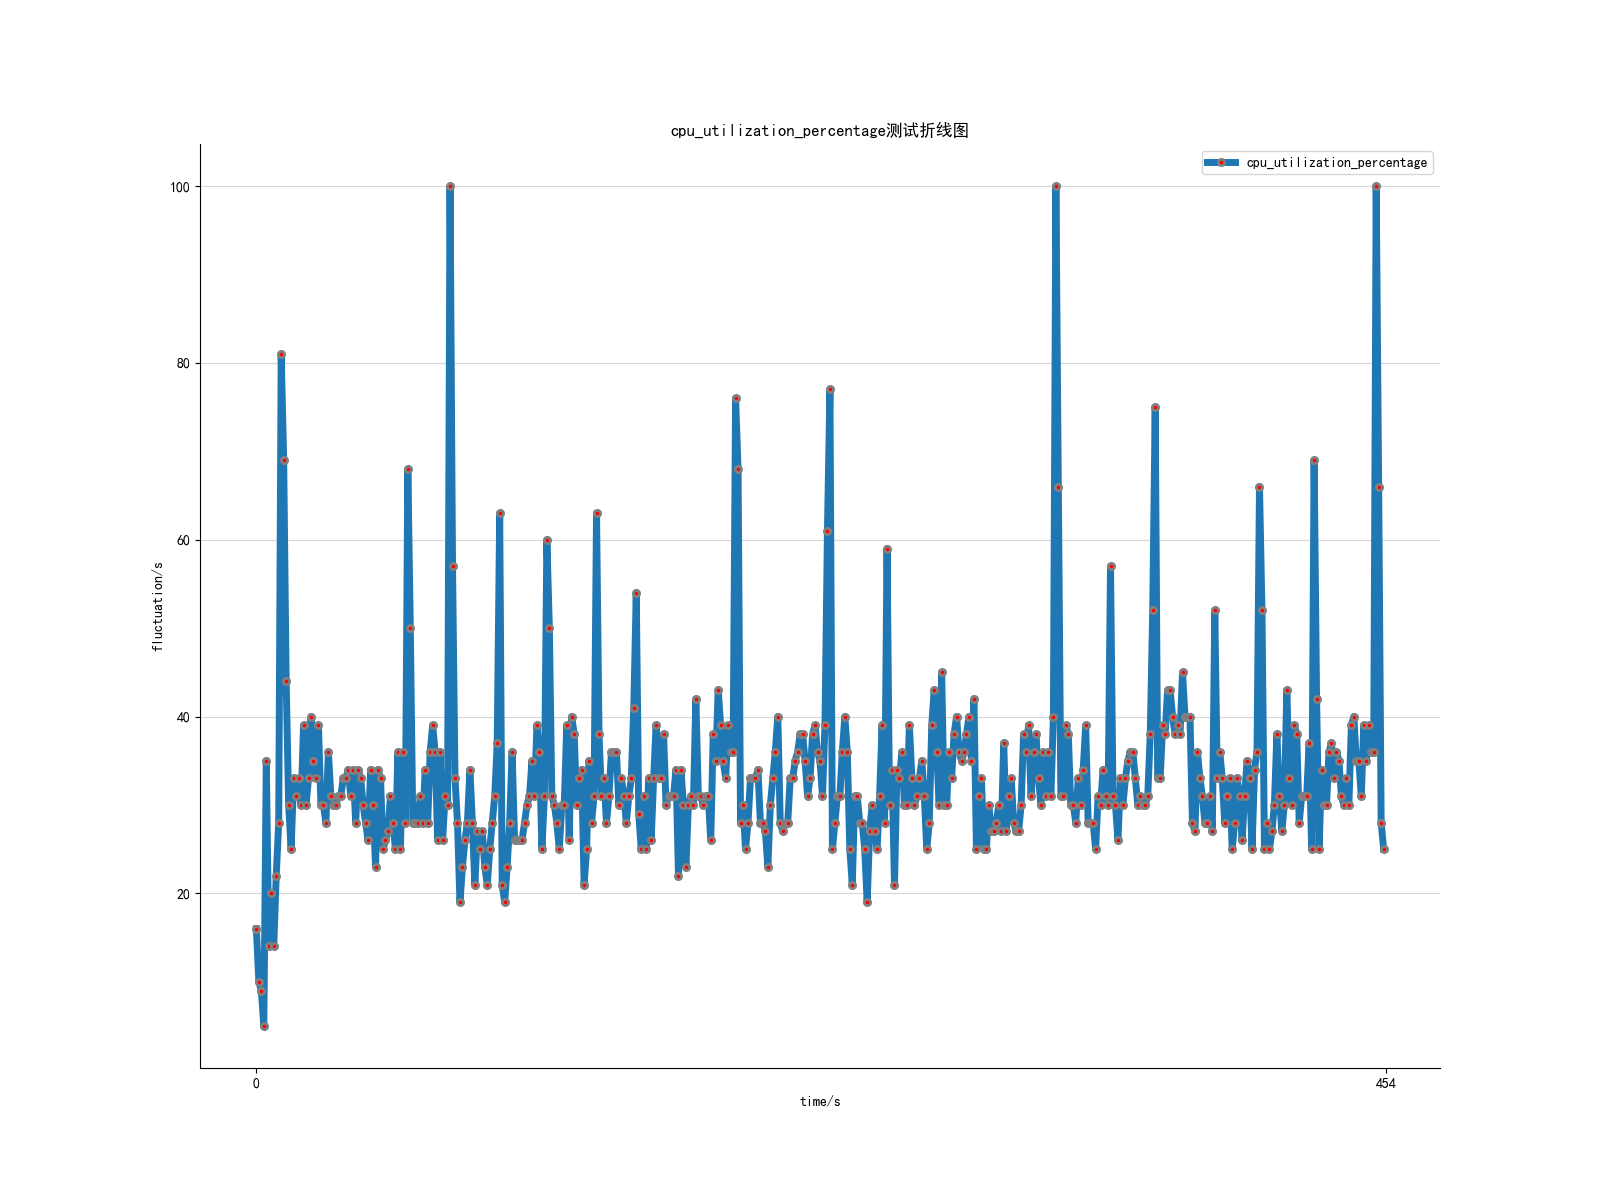 cpu_utilization_percentage测试折线图
cpu_utilization_percentage
100
80
60
40
20
fluctuation/s
0
454
time/s